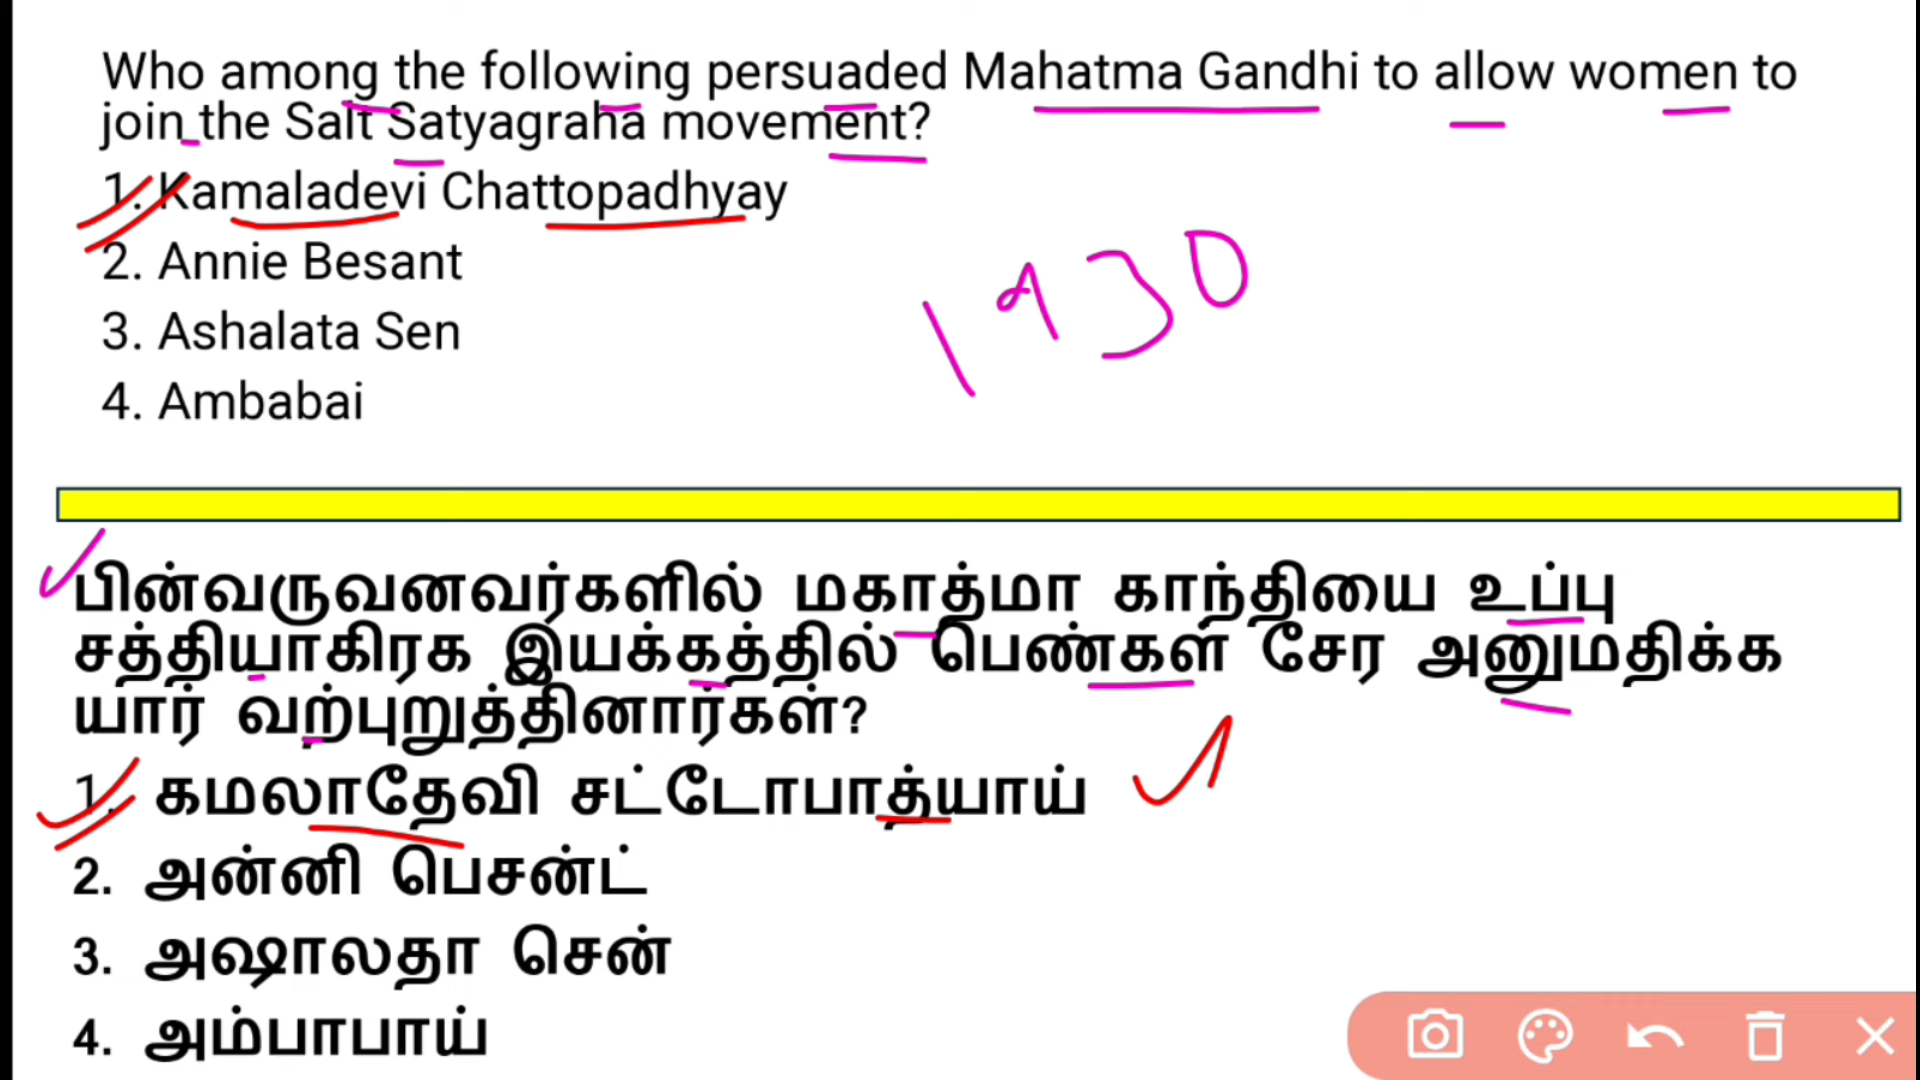 Who among the following persuaded Mahatma Gandhi to allow women to
join the Salt Satyagraha movement?
1. Kamaladevi Chattopadhyay
2. Annie Besant
3. Ashalata Sen
4. Ambabai
1930
பின்வருவனவர்களில் மகாத்மா காந்தியை உப்பு
சத்தியாகிரக இயக்கத்தில் பெண்கள் சேர அனுமதிக்க
யார் வற்புறுத்தினார்கள்?
1. கமலாதேவி சட்டோபாத்யாய்
2. அன்னி பெசன்ட்
3. அஷாலதா சென்
4. அம்பாபாய்